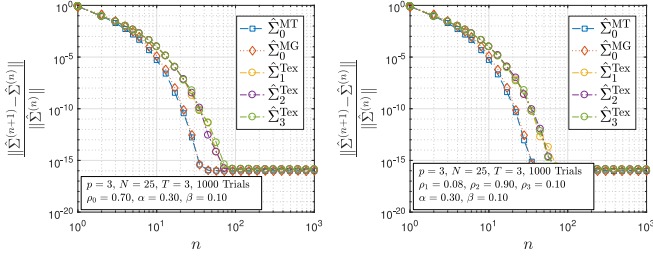 10^0
10^-5
10^-10
10^-15
10^-20
10^0 10^1 10^2 10^3
n
||Σ̂^(n+1) − Σ̂^(n)|| / ||Σ̂^(n)||
Σ̂_0^MT
Σ̂_0^MG
Σ̂_1^Tex
Σ̂_2^Tex
Σ̂_3^Tex
p = 3, N = 25, T = 3, 1000 Trials
ρ_0 = 0.70, α = 0.30, β = 0.10
10^0
10^-5
10^-10
10^-15
10^-20
10^0 10^1 10^2 10^3
n
||Σ̂^(n+1) − Σ̂^(n)|| / ||Σ̂^(n)||
Σ̂_0^MT
Σ̂_0^MG
Σ̂_1^Tex
Σ̂_2^Tex
Σ̂_3^Tex
p = 3, N = 25, T = 3, 1000 Trials
ρ_1 = 0.08, ρ_2 = 0.90, ρ_3 = 0.10
α = 0.30, β = 0.10